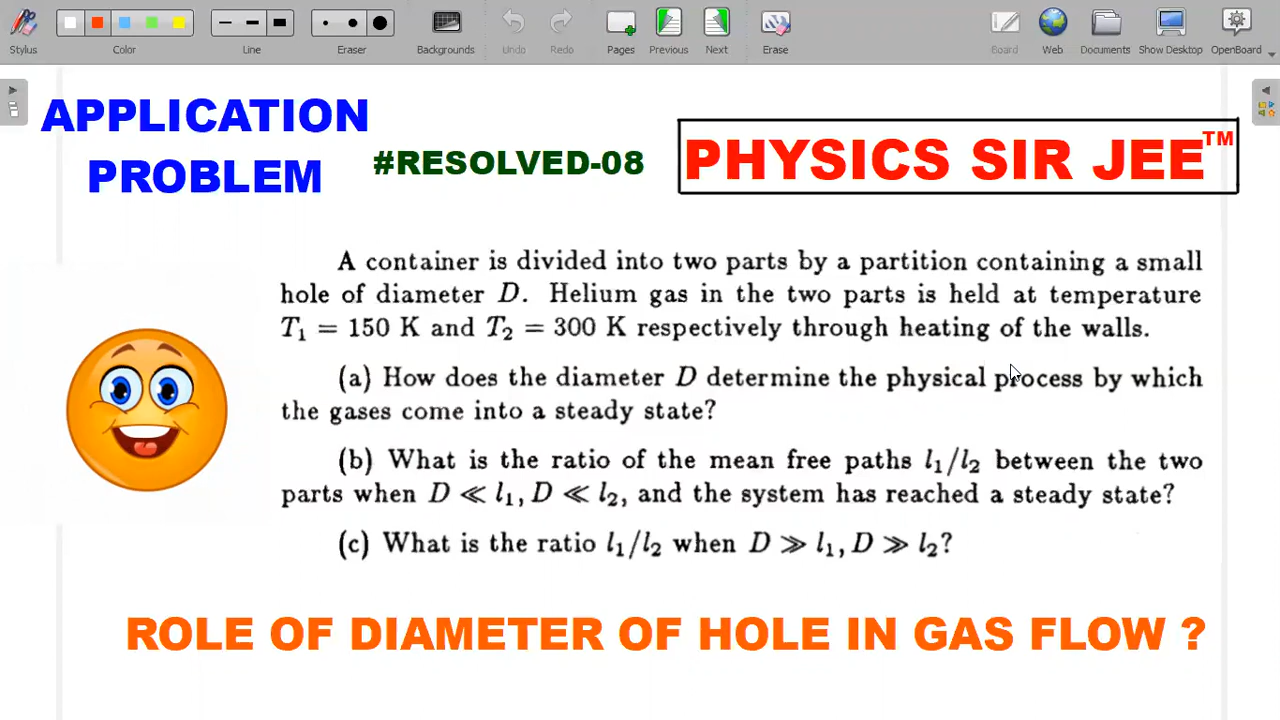 Stylus
Color
Line
Eraser
Backgrounds
Undo
Redo
Pages
Previous
Next
Erase
Board
Web
Documents
Show Desktop
OpenBoard
APPLICATION
PROBLEM
#RESOLVED-08
PHYSICS SIR JEE™
A container is divided into two parts by a partition containing a small
hole of diameter D. Helium gas in the two parts is held at temperature
T₁ = 150 K and T₂ = 300 K respectively through heating of the walls.
(a) How does the diameter D determine the physical process by which
the gases come into a steady state?
(b) What is the ratio of the mean free paths l₁/l₂ between the two
parts when D ≪ l₁, D ≪ l₂, and the system has reached a steady state?
(c) What is the ratio l₁/l₂ when D ≫ l₁, D ≫ l₂?
ROLE OF DIAMETER OF HOLE IN GAS FLOW ?